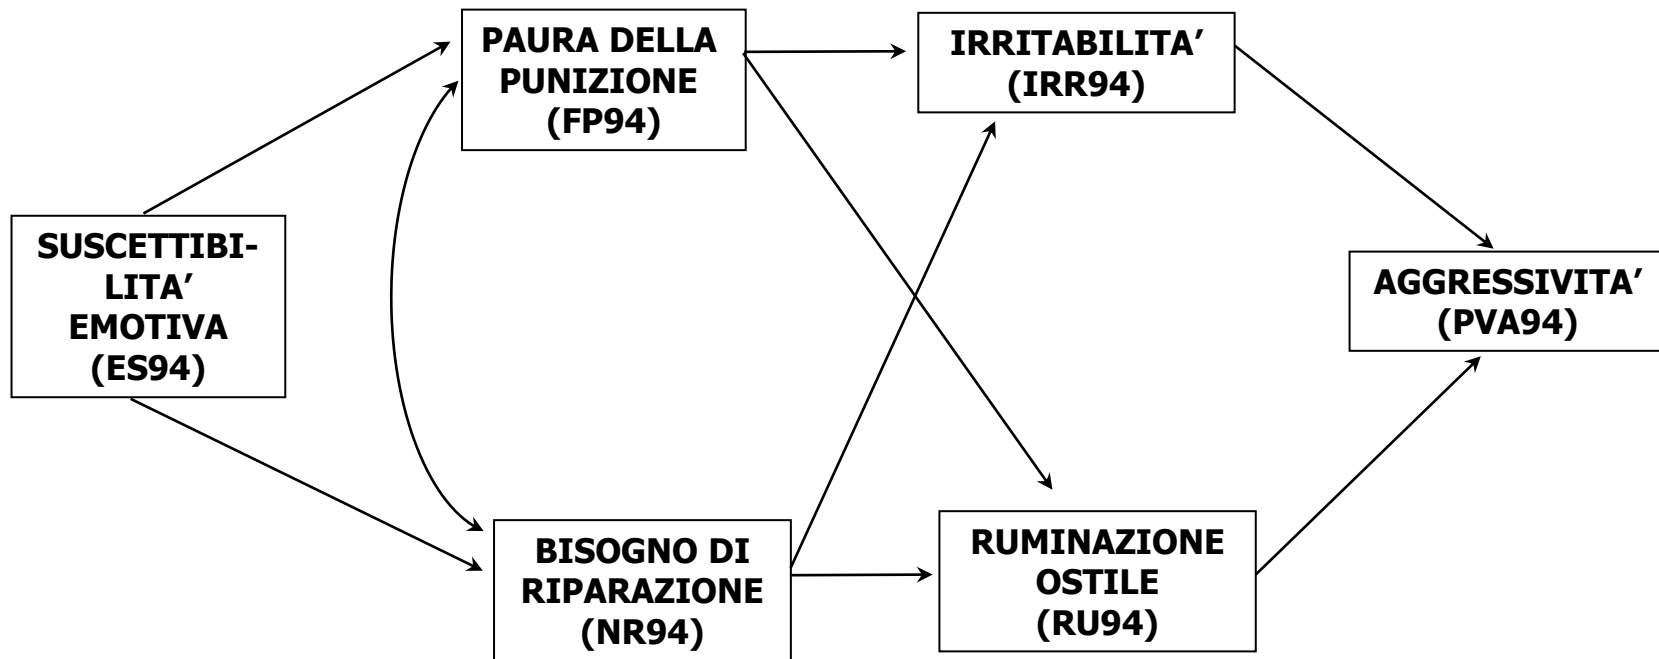 PAURA DELLA
PUNIZIONE
(FP94)
IRRITABILITA’
(IRR94)
SUSCETTIBI-
LITA’
EMOTIVA
(ES94)
AGGRESSIVITA’
(PVA94)
BISOGNO DI
RIPARAZIONE
(NR94)
RUMINAZIONE
OSTILE
(RU94)